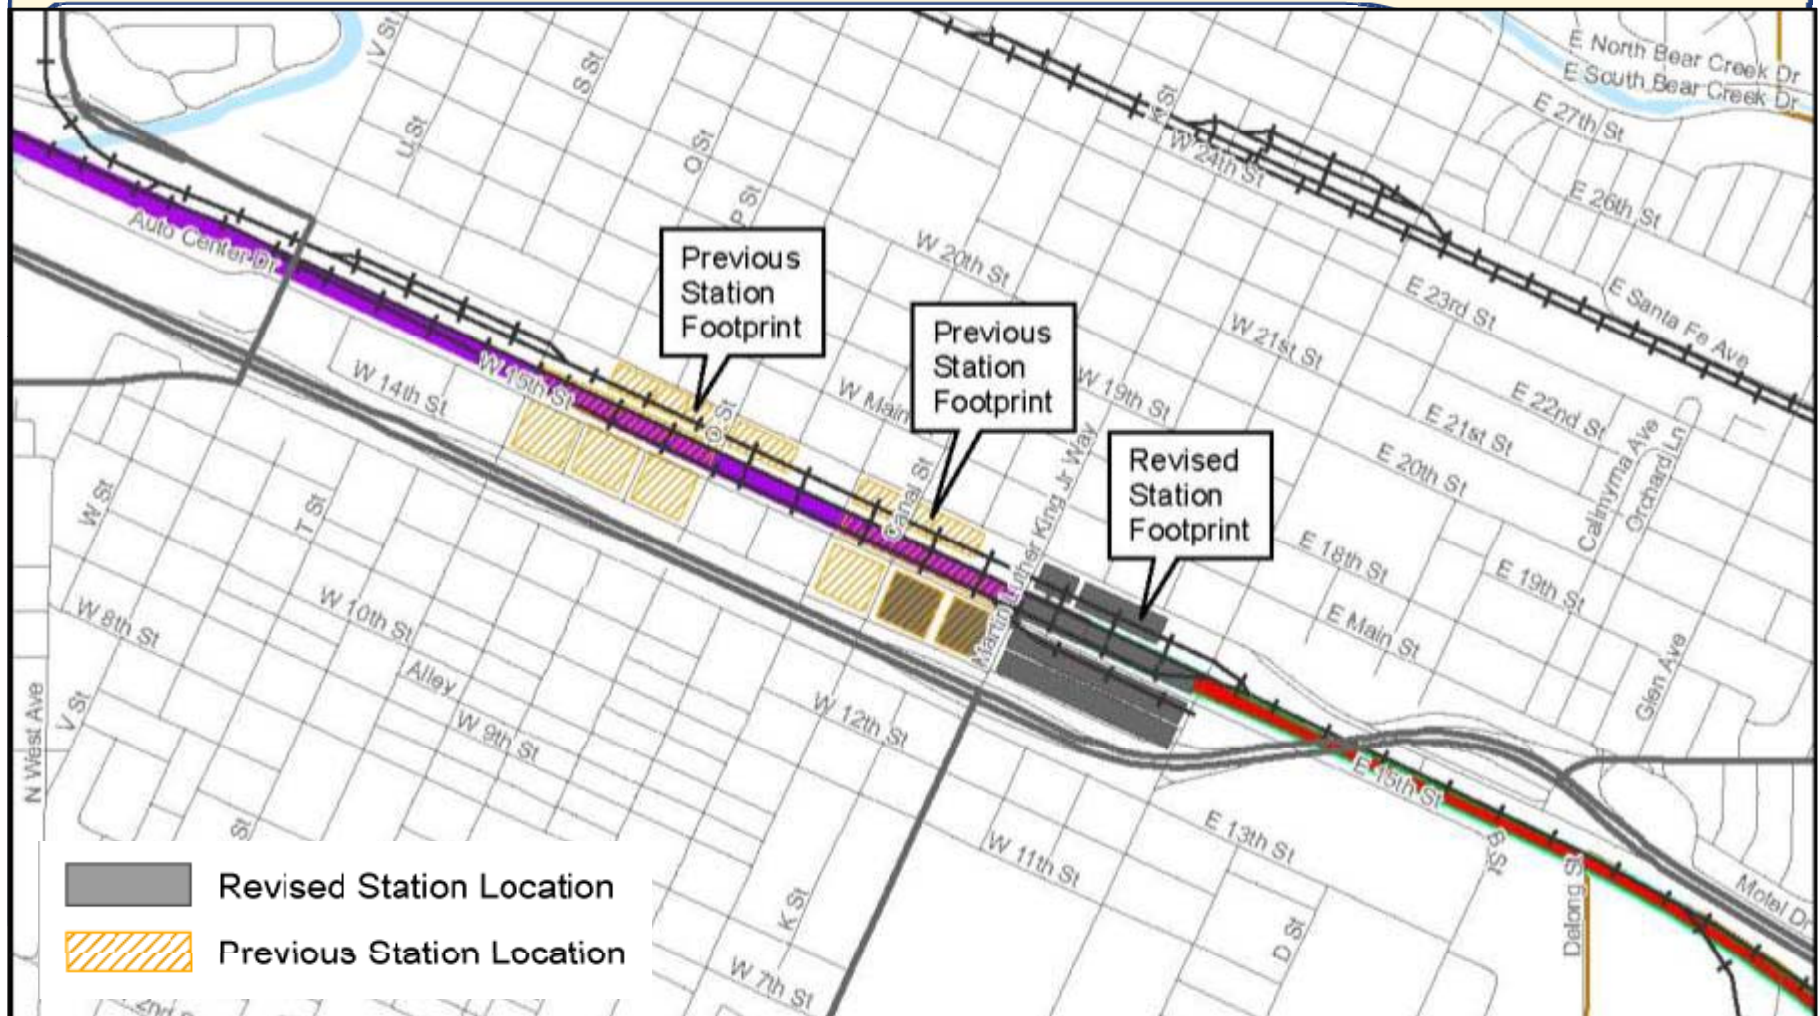 V St
S St
E North Bear Creek Dr
E South Bear Creek Dr
E 27th St
U St
Q St
K St
W 24th St
P St
E 26th St
Auto Center Dr
W 20th St
Previous
Station
Footprint
E Santa Fe Ave
E 23rd St
W 21st St
Previous
Station
Footprint
W 14th St
W 15th St
W Main
W 19th St
E 22nd St
E 21st St
O St
Callmyrna Ave
Orchard Ln
E 20th St
Revised
Station
Footprint
Canal St
Martin Luther King Jr Way
W St
T St
E 18th St
E 19th St
W 10th St
W 8th St
E Main St
Glen Ave
Alley
N West Ave
V St
W 9th St
W 12th St
E 15th St
E 13th St
B St
W 11th St
St
Revised Station Location
K St
Motel Dr
Delong St
D St
Previous Station Location
W 7th St